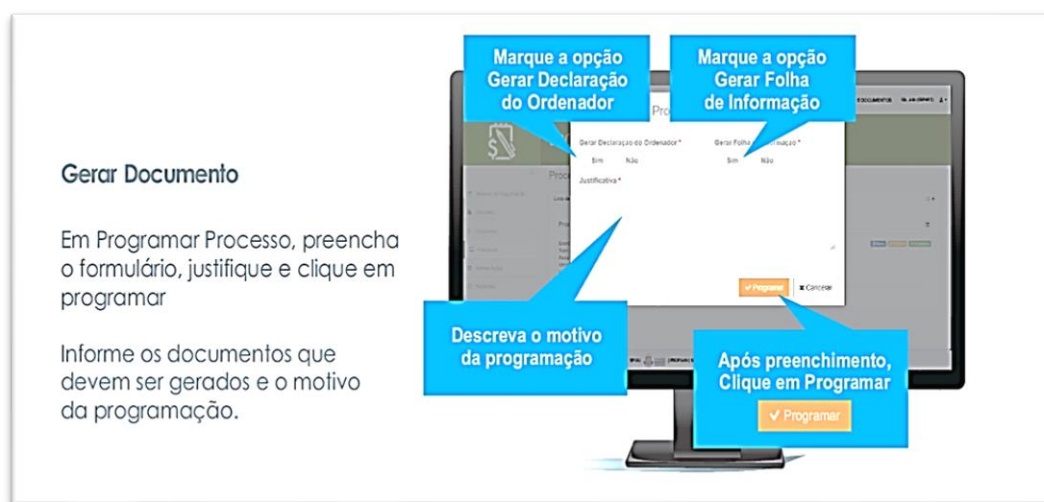 Gerar Documento
Em Programar Processo, preencha
o formulário, justifique e clique em
programar
Informe os documentos que
devem ser gerados e o motivo
da programação.
Marque a opção
Gerar Declaração
do Ordenador
Marque a opção
Gerar Folha
de Informação
Gerar Declaração do Ordenador *
Gerar Folha
Sim Não
Sim Não
Justificativa *
Programar
Cancelar
Descreva o motivo
da programação
Após preenchimento,
Clique em Programar
Programar